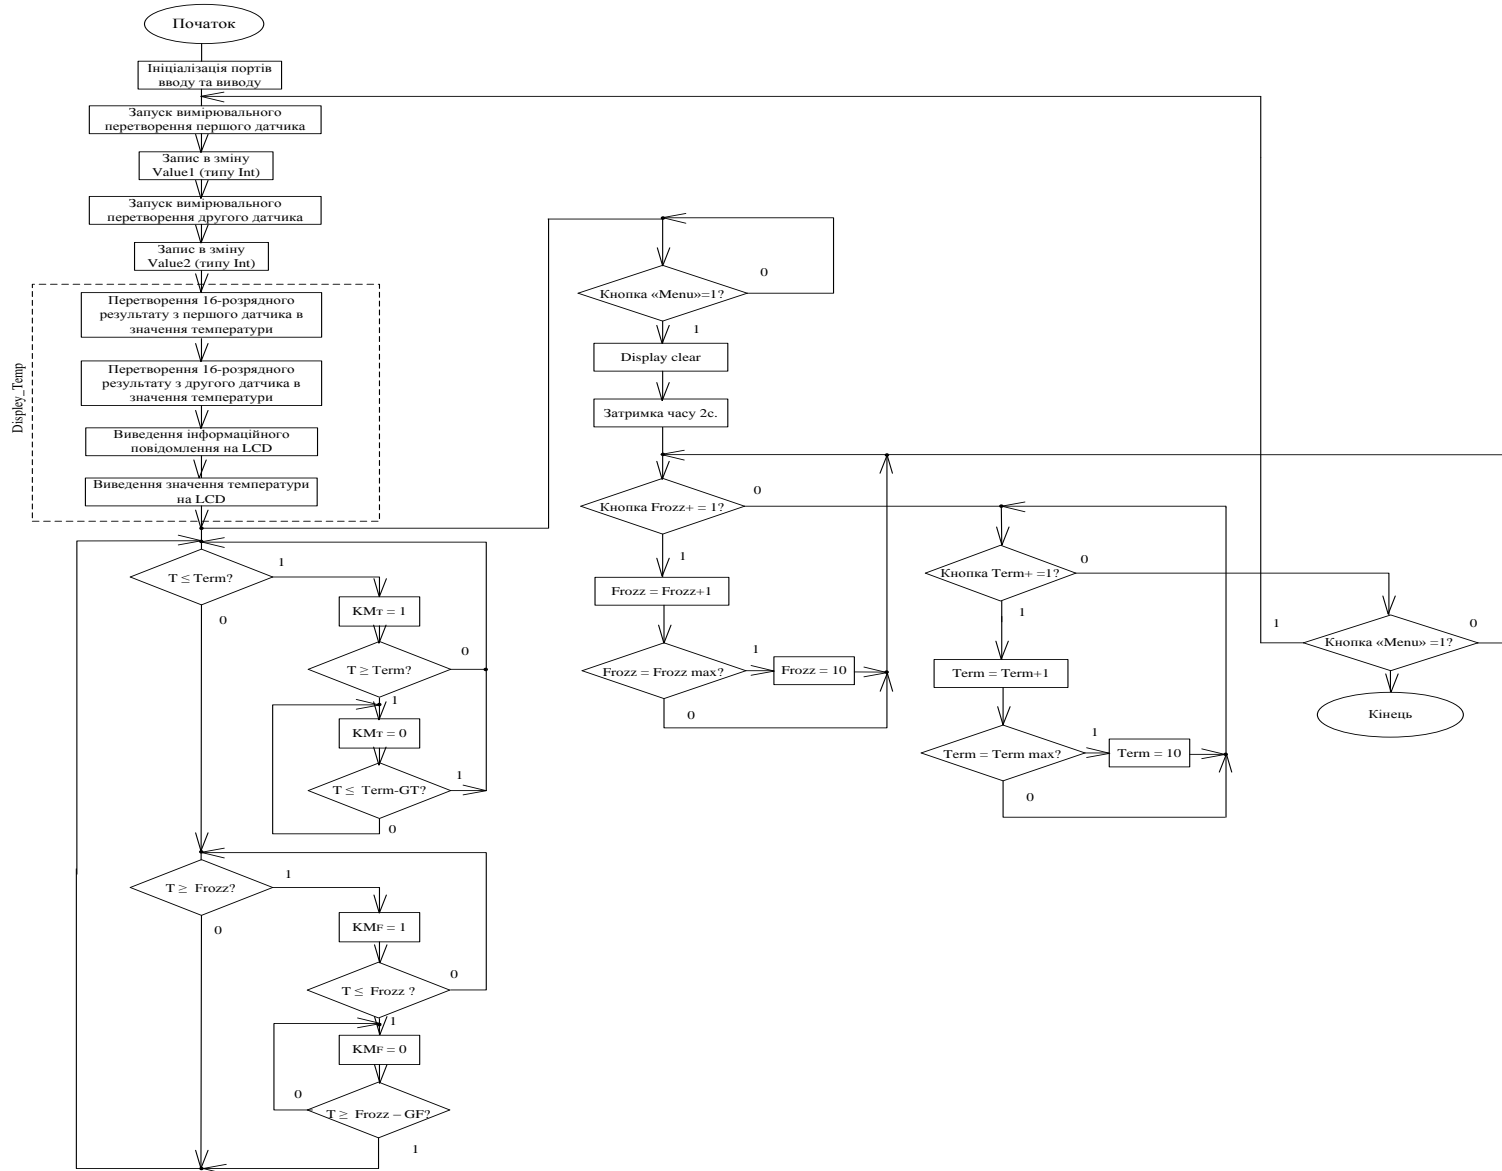 Початок
Ініціалізація портів
вводу та виводу
Запуск вимірювального
перетворення першого датчика
Запис в зміну
Value1 (типу Int)
Запуск вимірювального
перетворення другого датчика
Запис в зміну
Value2 (типу Int)
Displey_Temp
Перетворення 16-розрядного
результату з першого датчика в
значення температури
Перетворення 16-розрядного
результату з другого датчика в
значення температури
Виведення інформаційного
повідомлення на LCD
Виведення значення температури
на LCD
T ≤ Term?
1
0
KMт = 1
T ≥ Term?
0
1
KMт = 0
T ≤ Term-GT?
1
0
T ≥ Frozz?
1
0
KMF = 1
T ≤ Frozz ?
0
1
KMF = 0
T ≥ Frozz – GF?
0
1
Кнопка «Menu»=1?
0
1
Display clear
Затримка часу 2с.
Кнопка Frozz+ = 1?
0
1
Frozz = Frozz+1
Frozz = Frozz max?
1
0
Frozz = 10
Кнопка Term+ =1?
0
1
Term = Term+1
Term = Term max?
1
0
Term = 10
Кнопка «Menu» =1?
1
0
Кінець